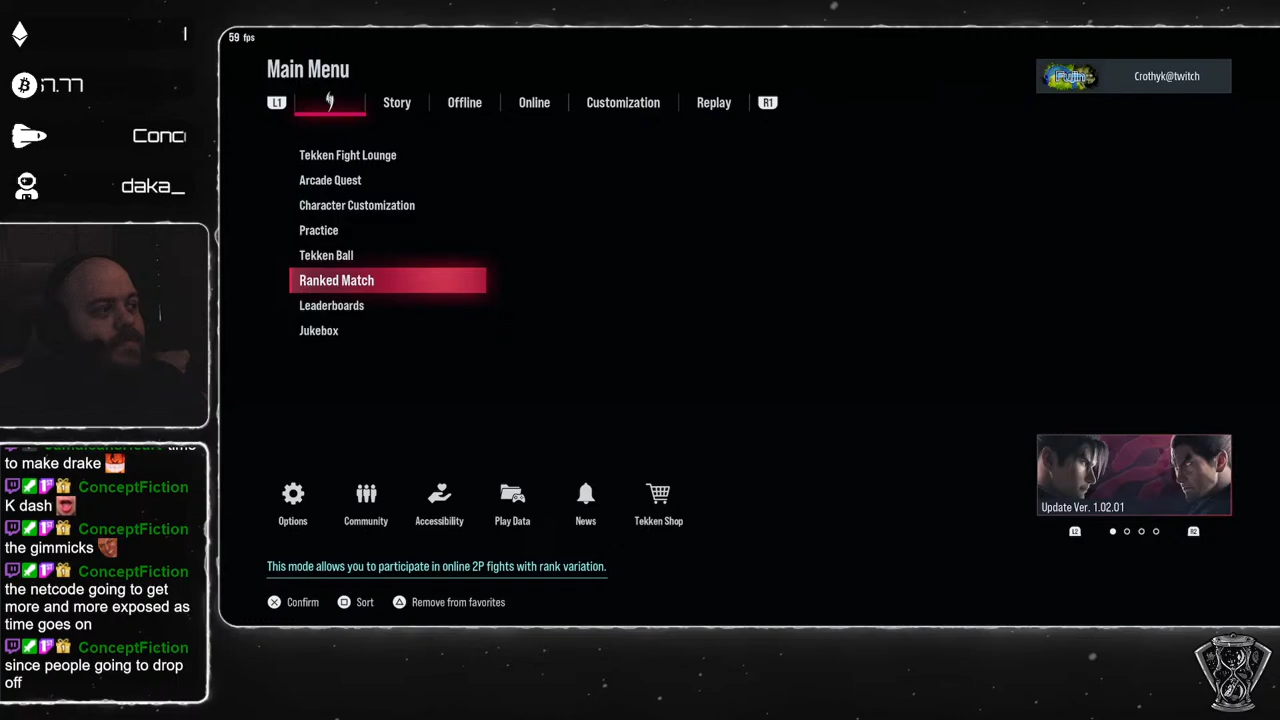 59 fps
Main Menu
Crothyk@twitch
L1
Story
Offline
Online
Customization
Replay
R1
Tekken Fight Lounge
Arcade Quest
Character Customization
Practice
Tekken Ball
Ranked Match
Leaderboards
Jukebox
Options
Community
Accessibility
Play Data
News
Tekken Shop
Update Ver. 1.02.01
L2
R2
This mode allows you to participate in online 2P fights with rank variation.
Confirm
Sort
Remove from favorites
Conc
daka_
to make drake
ConceptFiction
K dash
ConceptFiction
the gimmicks
ConceptFiction
the netcode going to get
more and more exposed as
time goes on
ConceptFiction
since people going to drop
off